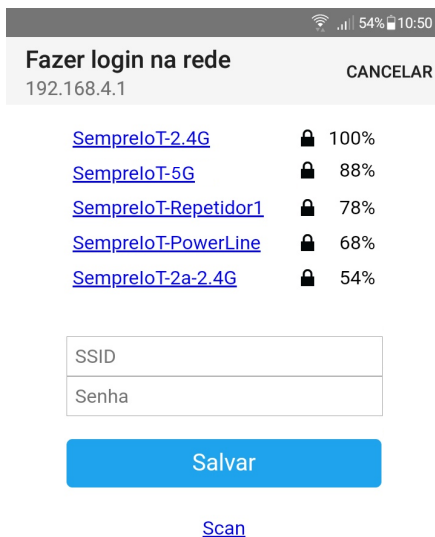 54% 10:50
Fazer login na rede
192.168.4.1
CANCELAR
SempreIoT-2.4G 100%
SempreIoT-5G 88%
SempreIoT-Repetidor1 78%
SempreIoT-PowerLine 68%
SempreIoT-2a-2.4G 54%
SSID
Senha
Salvar
Scan